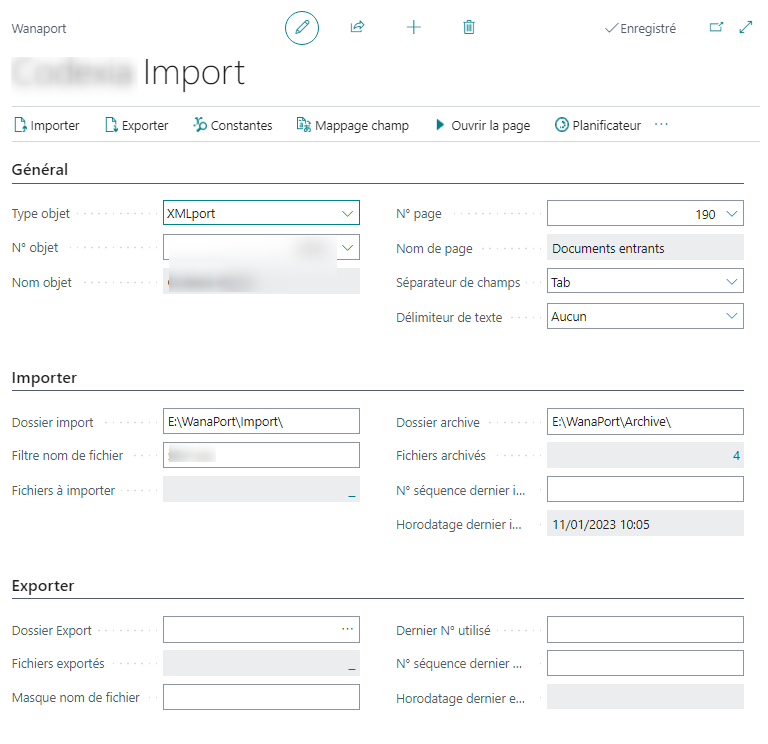 Wanaport
Enregistré
Import
Importer Exporter Constantes Mappage champ Ouvrir la page Planificateur ...
Général
Type objet XMLport N° page 190
N° objet Nom de page Documents entrants
Nom objet Séparateur de champs Tab
Délimiteur de texte Aucun
Importer
Dossier import E:\WanaPort\Import\ Dossier archive E:\WanaPort\Archive\
Filtre nom de fichier Fichiers archivés 4
Fichiers à importer _ N° séquence dernier i...
Horodatage dernier i... 11/01/2023 10:05
Exporter
Dossier Export ... Dernier N° utilisé
Fichiers exportés _ N° séquence dernier ...
Masque nom de fichier Horodatage dernier e...